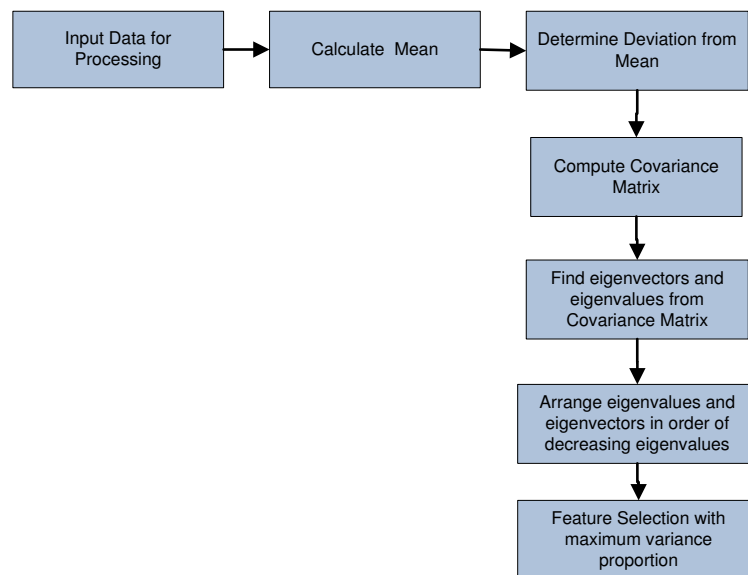 Input Data for
Processing
Calculate  Mean
Determine Deviation from
Mean
Compute Covariance
Matrix
Find eigenvectors and
eigenvalues from
Covariance Matrix
Arrange eigenvalues and
eigenvectors in order of
decreasing eigenvalues
Feature Selection with
maximum variance
proportion